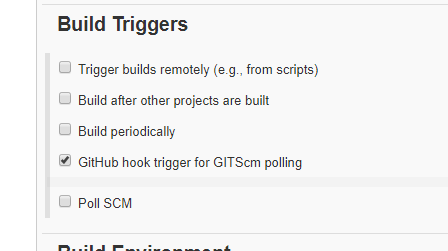 Build Triggers
Trigger builds remotely (e.g., from scripts)
Build after other projects are built
Build periodically
GitHub hook trigger for GITScm polling
Poll SCM
Build Environment